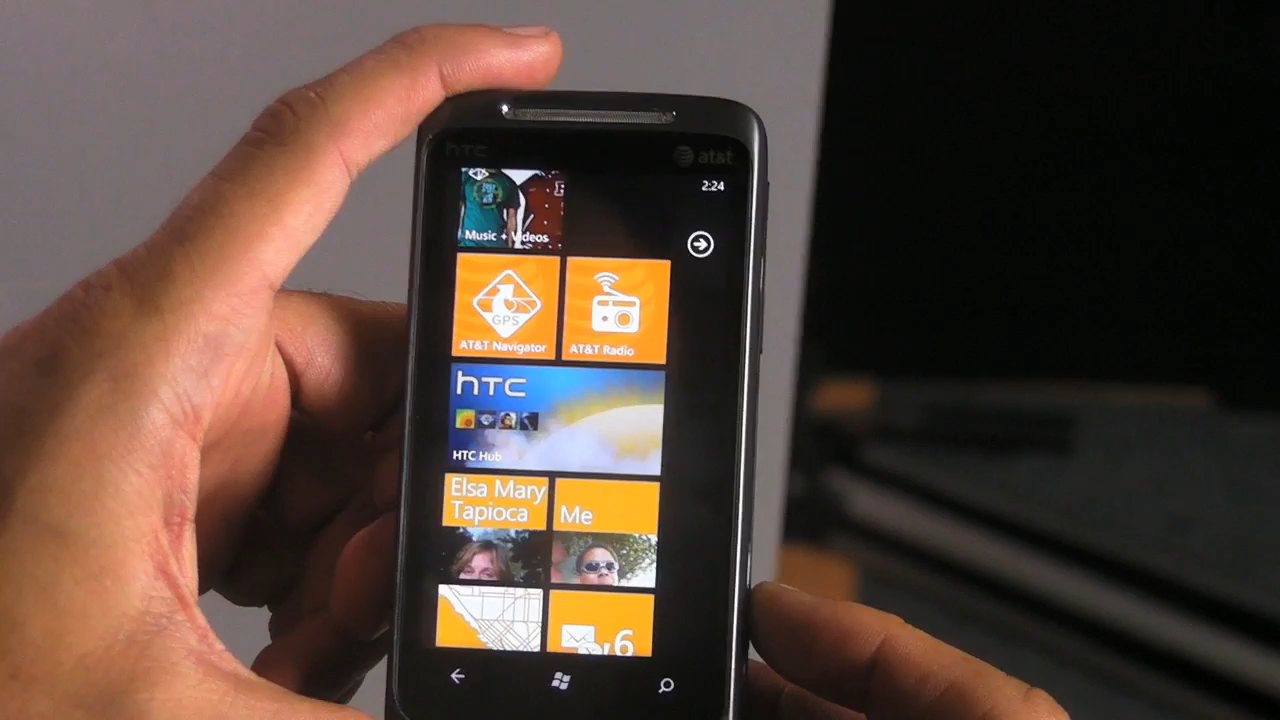 hTC
at&t
2:24
Music + Videos
GPS
AT&T Navigator
AT&T Radio
hTC
HTC Hub
Elsa Mary
Tapioca
Me
6